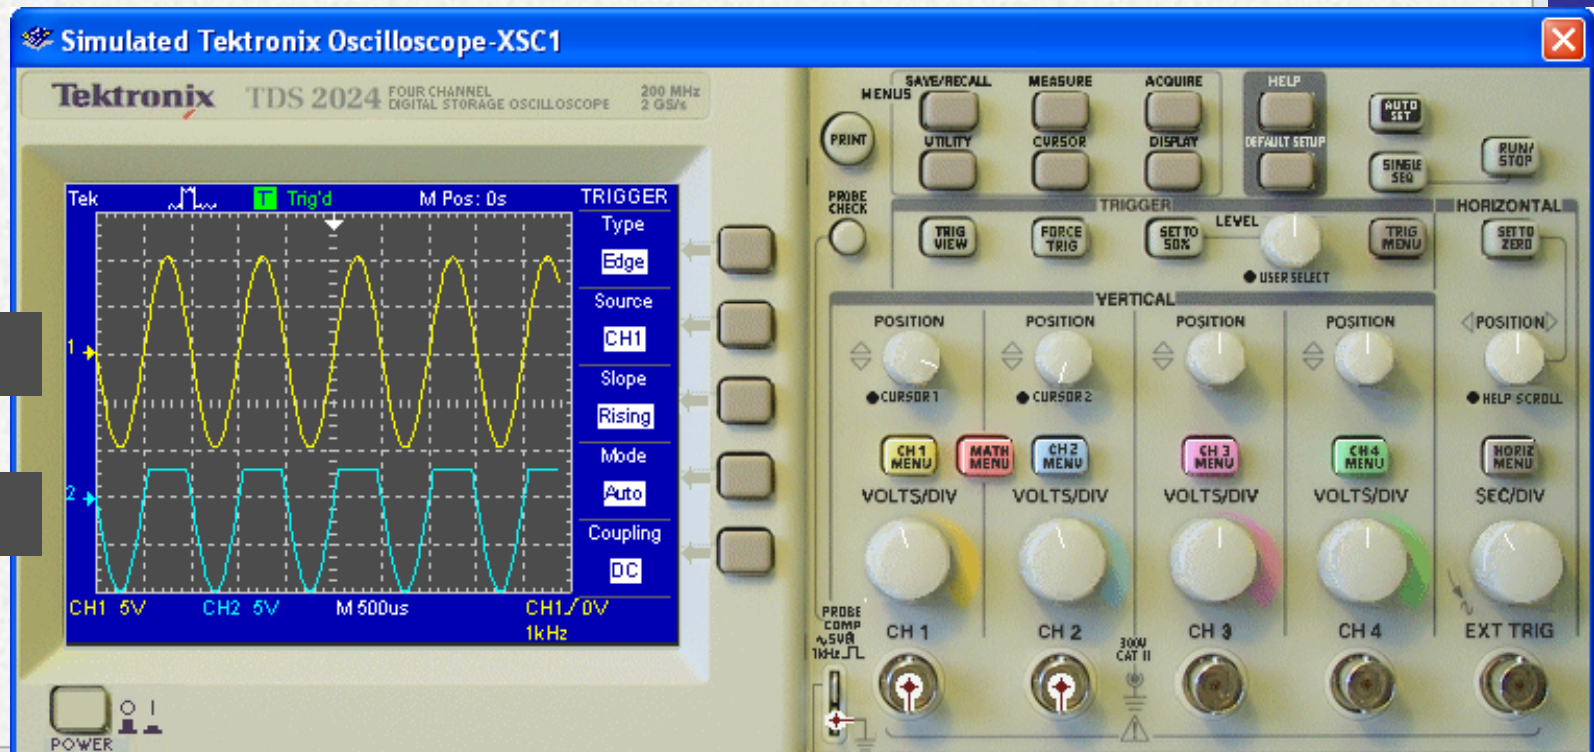 Simulated Tektronix Oscilloscope-XSC1
Tektronix TDS 2024 FOUR CHANNEL DIGITAL STORAGE OSCILLOSCOPE
200 MHz
2 GS/s
Tek T Trig'd M Pos: 0s TRIGGER
Type
Edge
Source
CH1
Slope
Rising
Mode
Auto
Coupling
DC
1
2
CH1 5V CH2 5V M 500us CH1 / 0V
1kHz
POWER
O I
PRINT
MENUS
SAVE/RECALL MEASURE ACQUIRE
UTILITY CURSOR DISPLAY
HELP
DEFAULT SETUP
AUTO SET
SINGLE SEQ
RUN/STOP
PROBE CHECK
TRIGGER
TRIG VIEW
FORCE TRIG
SET TO 50%
LEVEL
USER SELECT
TRIG MENU
HORIZONTAL
SET TO ZERO
VERTICAL
POSITION POSITION POSITION POSITION POSITION
CURSOR 1 CURSOR 2 HELP SCROLL
CH 1 MENU
MATH MENU
CH 2 MENU
CH 3 MENU
CH 4 MENU
HORIZ MENU
VOLTS/DIV VOLTS/DIV VOLTS/DIV VOLTS/DIV SEC/DIV
PROBE COMP
~5V@
1kHz
CH 1 CH 2 CH 3 CH 4 EXT TRIG
300V
CAT II